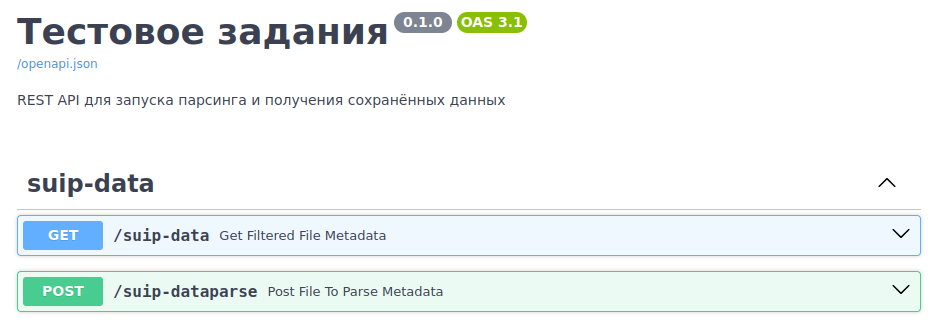 Тестовое задания 0.1.0 OAS 3.1
/openapi.json
REST API для запуска парсинга и получения сохранённых данных
suip-data
GET /suip-data Get Filtered File Metadata
POST /suip-dataparse Post File To Parse Metadata